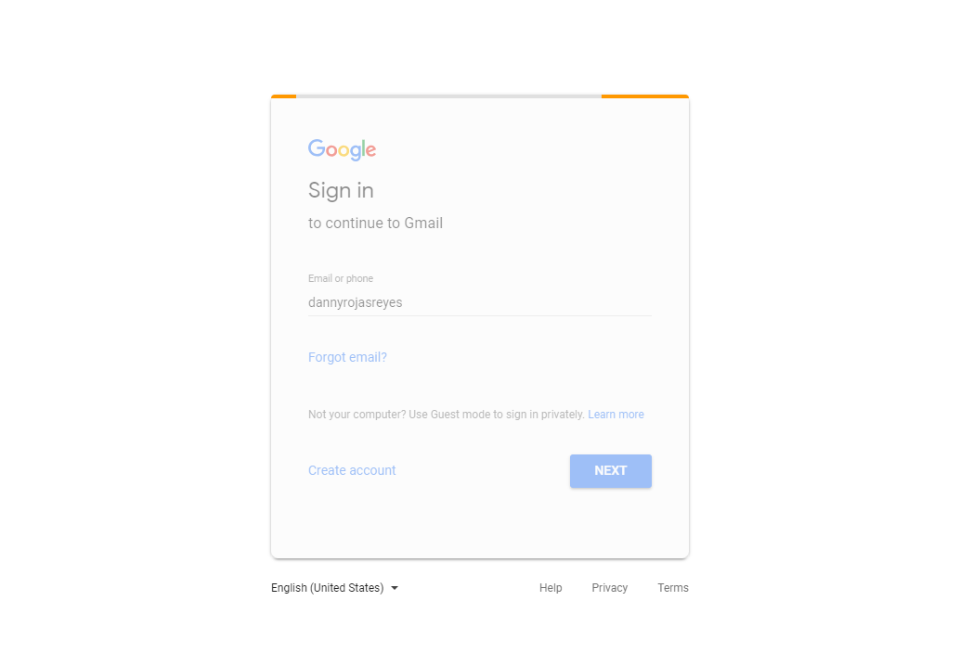 Google
Sign in
to continue to Gmail
Email or phone
dannyrojasreyes
Forgot email?
Not your computer? Use Guest mode to sign in privately. Learn more
Create account NEXT
English (United States) Help Privacy Terms